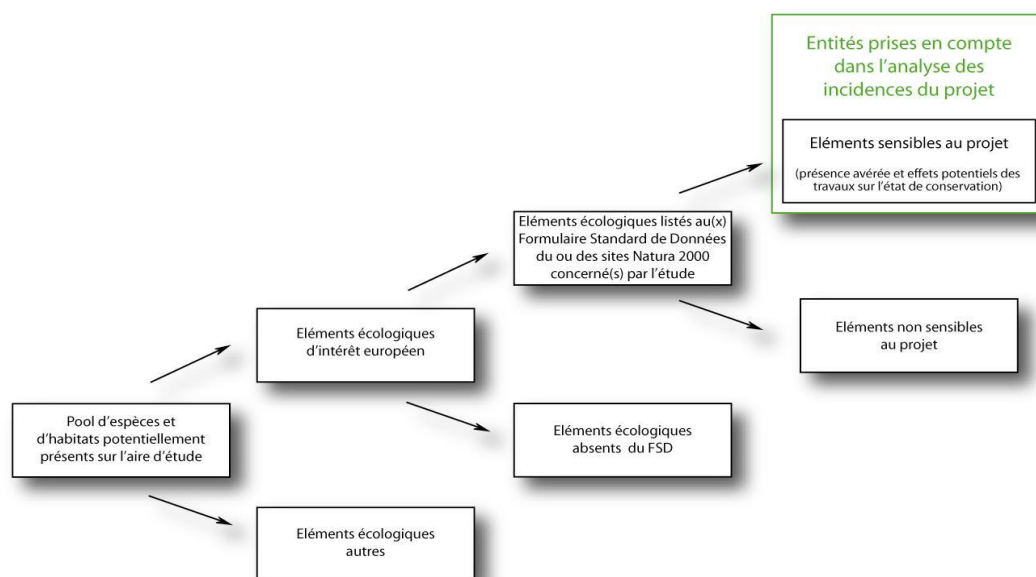 Entités prises en compte
dans l'analyse des
incidences du projet
Eléments sensibles au projet
(présence avérée et effets potentiels des
travaux sur l'état de conservation)
Eléments écologiques listés au(x)
Formulaire Standard de Données
du ou des sites Natura 2000
concerné(s) par l'étude
Eléments non sensibles
au projet
Eléments écologiques
d'intérêt européen
Pool d'espèces et
d'habitats potentiellement
présents sur l'aire d'étude
Eléments écologiques
absents du FSD
Eléments écologiques
autres